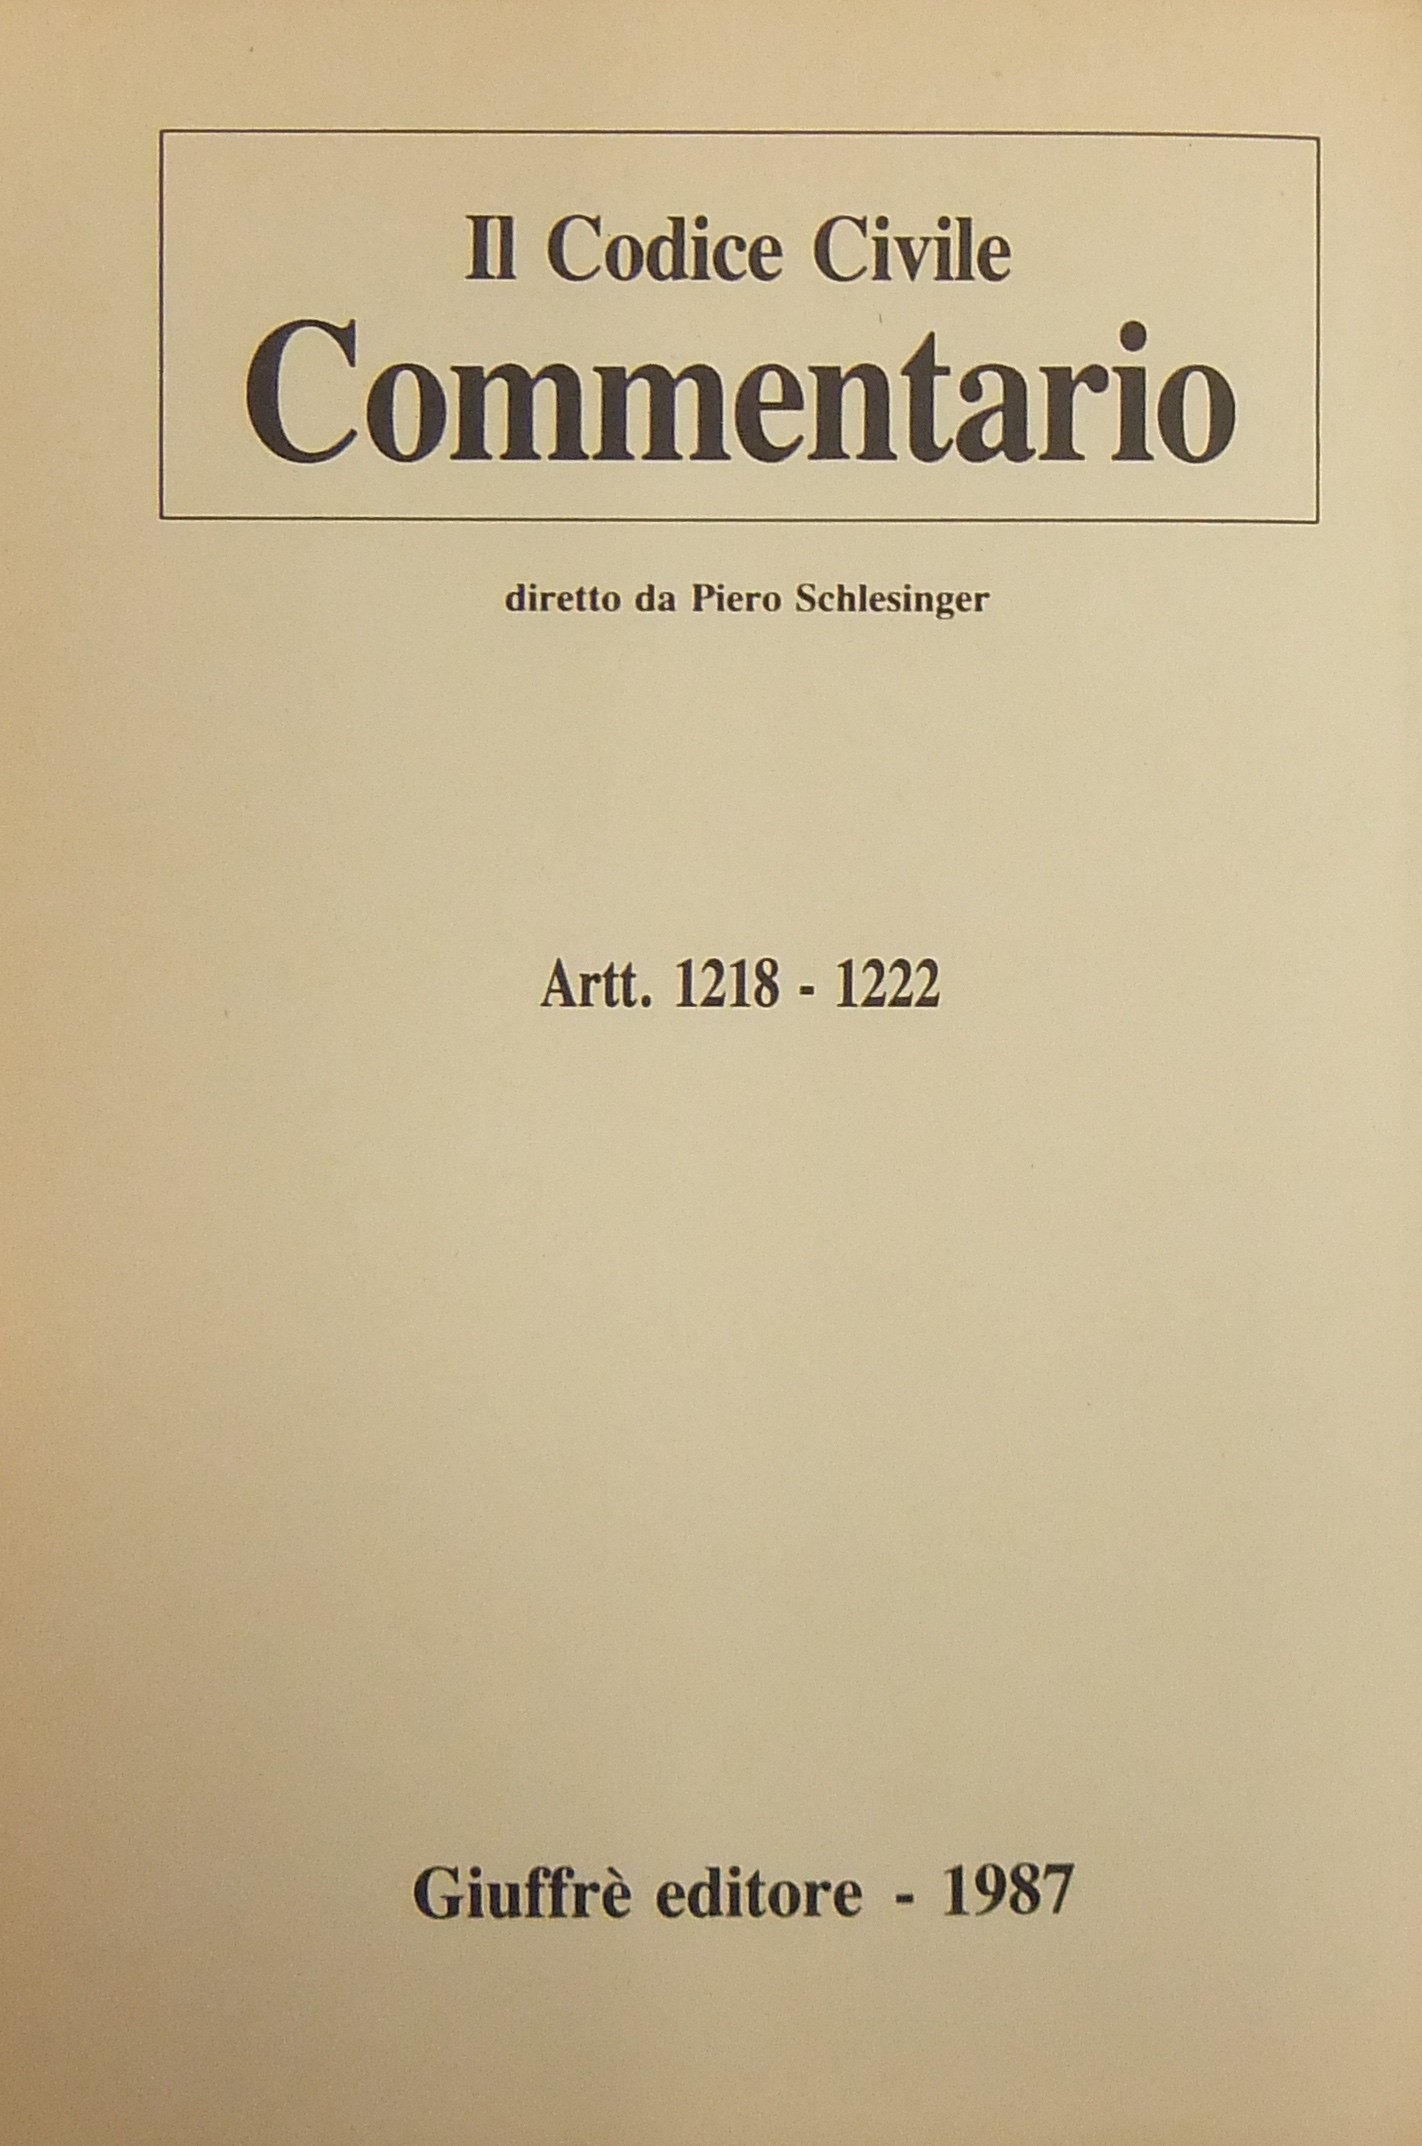 Il Codice Civile
Commentario
diretto da Piero Schlesinger
Artt. 1218 - 1222
Giuffrè editore - 1987